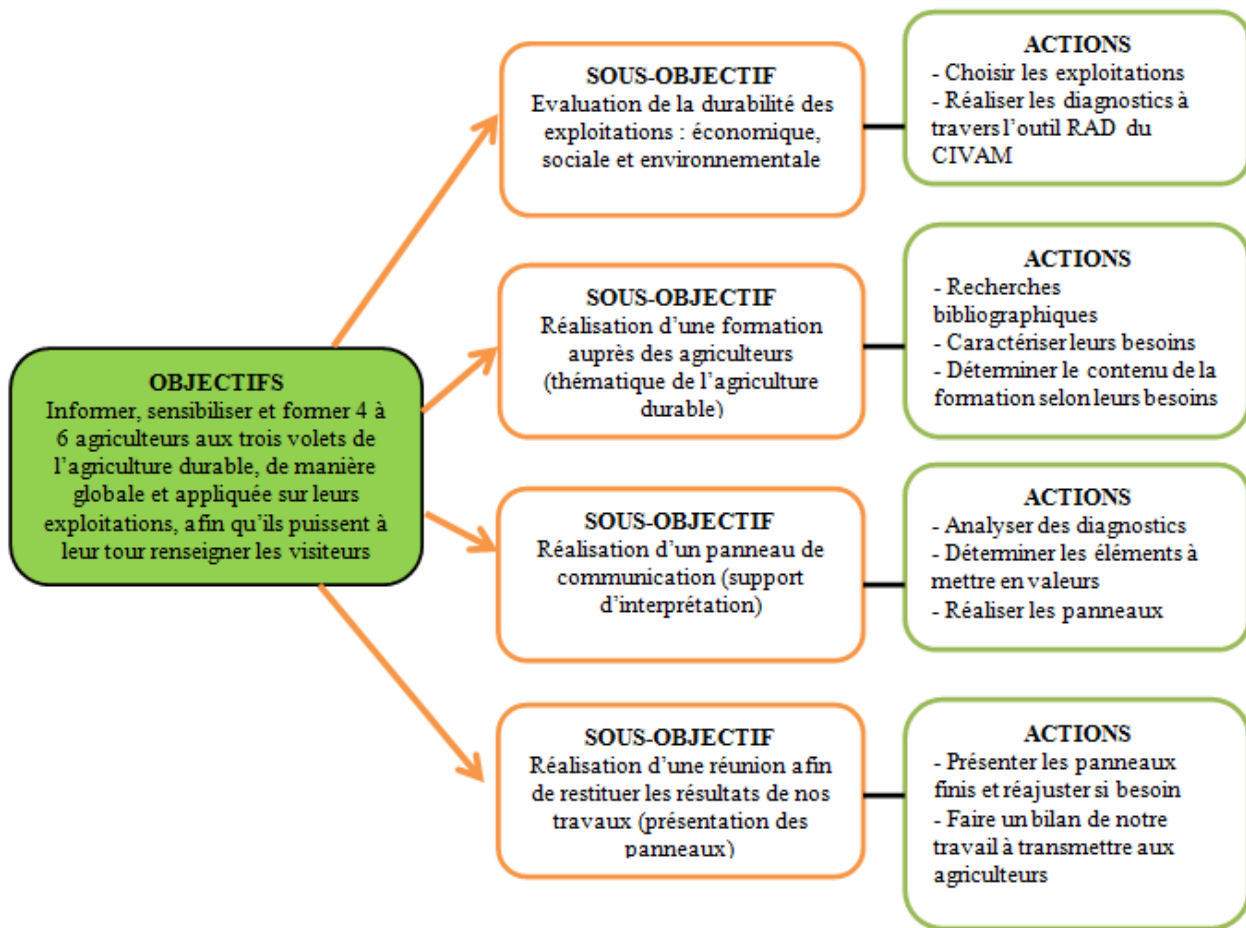 OBJECTIFS
Informer, sensibiliser et former 4 à
6 agriculteurs aux trois volets de
l'agriculture durable, de manière
globale et appliquée sur leurs
exploitations, afin qu'ils puissent à
leur tour renseigner les visiteurs
SOUS-OBJECTIF
Evaluation de la durabilité des
exploitations : économique,
sociale et environnementale
ACTIONS
- Choisir les exploitations
- Réaliser les diagnostics à
travers l'outil RAD du
CIVAM
SOUS-OBJECTIF
Réalisation d'une formation
auprès des agriculteurs
(thématique de l'agriculture
durable)
ACTIONS
- Recherches
bibliographiques
- Caractériser leurs besoins
- Déterminer le contenu de la
formation selon leurs besoins
SOUS-OBJECTIF
Réalisation d'un panneau de
communication (support
d'interprétation)
ACTIONS
- Analyser des diagnostics
- Déterminer les éléments à
mettre en valeurs
- Réaliser les panneaux
SOUS-OBJECTIF
Réalisation d'une réunion afin
de restituer les résultats de nos
travaux (présentation des
panneaux)
ACTIONS
- Présenter les panneaux
finis et réajuster si besoin
- Faire un bilan de notre
travail à transmettre aux
agriculteurs